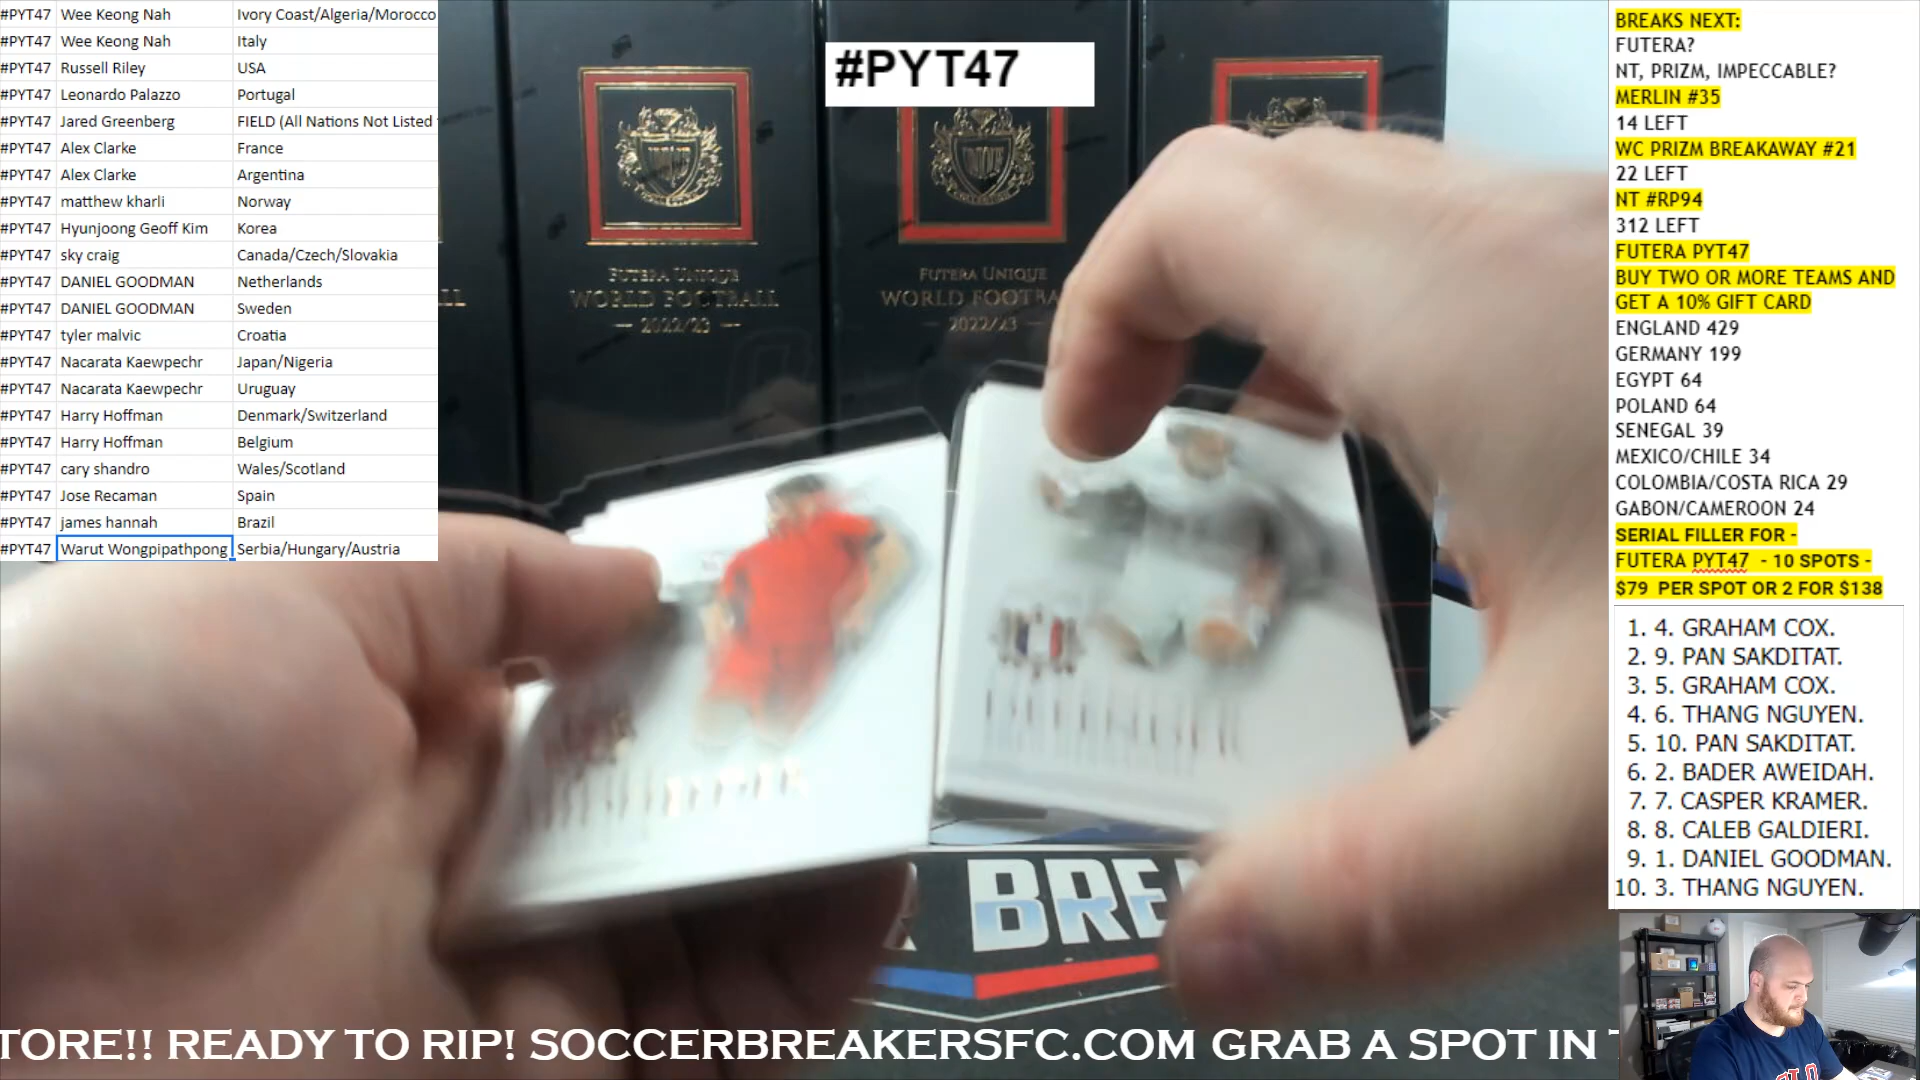 #PYT47 Wee Keong Nah Ivory Coast/Algeria/Morocco
#PYT47 Wee Keong Nah Italy
#PYT47 Russell Riley USA
#PYT47 Leonardo Palazzo Portugal
#PYT47 Jared Greenberg FIELD (All Nations Not Listed
#PYT47 Alex Clarke France
#PYT47 Alex Clarke Argentina
#PYT47 matthew kharli Norway
#PYT47 Hyunjoong Geoff Kim Korea
#PYT47 sky craig Canada/Czech/Slovakia
#PYT47 DANIEL GOODMAN Netherlands
#PYT47 DANIEL GOODMAN Sweden
#PYT47 tyler malvic Croatia
#PYT47 Nacarata Kaewpechr Japan/Nigeria
#PYT47 Nacarata Kaewpechr Uruguay
#PYT47 Harry Hoffman Denmark/Switzerland
#PYT47 Harry Hoffman Belgium
#PYT47 cary shandro Wales/Scotland
#PYT47 Jose Recaman Spain
#PYT47 james hannah Brazil
#PYT47 Warut Wongpipathpong Serbia/Hungary/Austria
#PYT47
UNIQUE
FUTERA UNIQUE
WORLD FOOTBALL
2022/23
UNIQUE
FUTERA UNIQUE
WORLD FOOTBA
2022/23
BRE
BREAKS NEXT:
FUTERA?
NT, PRIZM, IMPECCABLE?
MERLIN #35
14 LEFT
WC PRIZM BREAKAWAY #21
22 LEFT
NT #RP94
312 LEFT
FUTERA PYT47
BUY TWO OR MORE TEAMS AND
GET A 10% GIFT CARD
ENGLAND 429
GERMANY 199
EGYPT 64
POLAND 64
SENEGAL 39
MEXICO/CHILE 34
COLOMBIA/COSTA RICA 29
GABON/CAMEROON 24
SERIAL FILLER FOR -
FUTERA PYT47 - 10 SPOTS -
$79 PER SPOT OR 2 FOR $138
1. 4. GRAHAM COX.
2. 9. PAN SAKDITAT.
3. 5. GRAHAM COX.
4. 6. THANG NGUYEN.
5. 10. PAN SAKDITAT.
6. 2. BADER AWEIDAH.
7. 7. CASPER KRAMER.
8. 8. CALEB GALDIERI.
9. 1. DANIEL GOODMAN.
10. 3. THANG NGUYEN.
TORE!! READY TO RIP! SOCCERBREAKERSFC.COM GRAB A SPOT IN